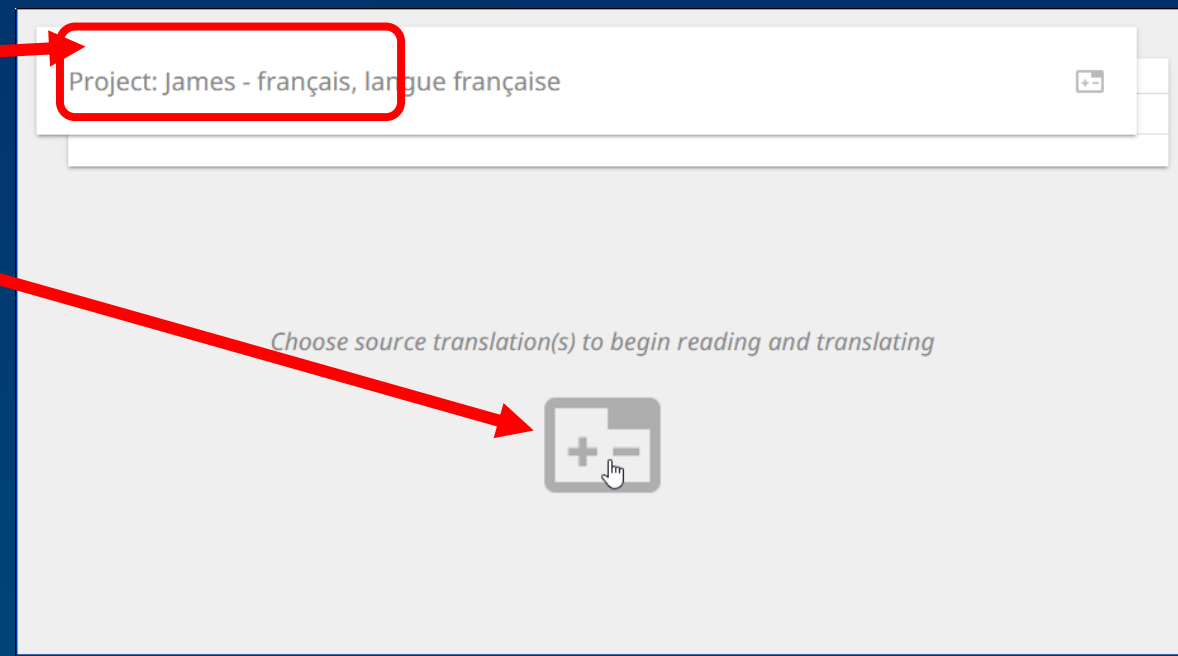 Project: James - français, langue française
Choose source translation(s) to begin reading and translating